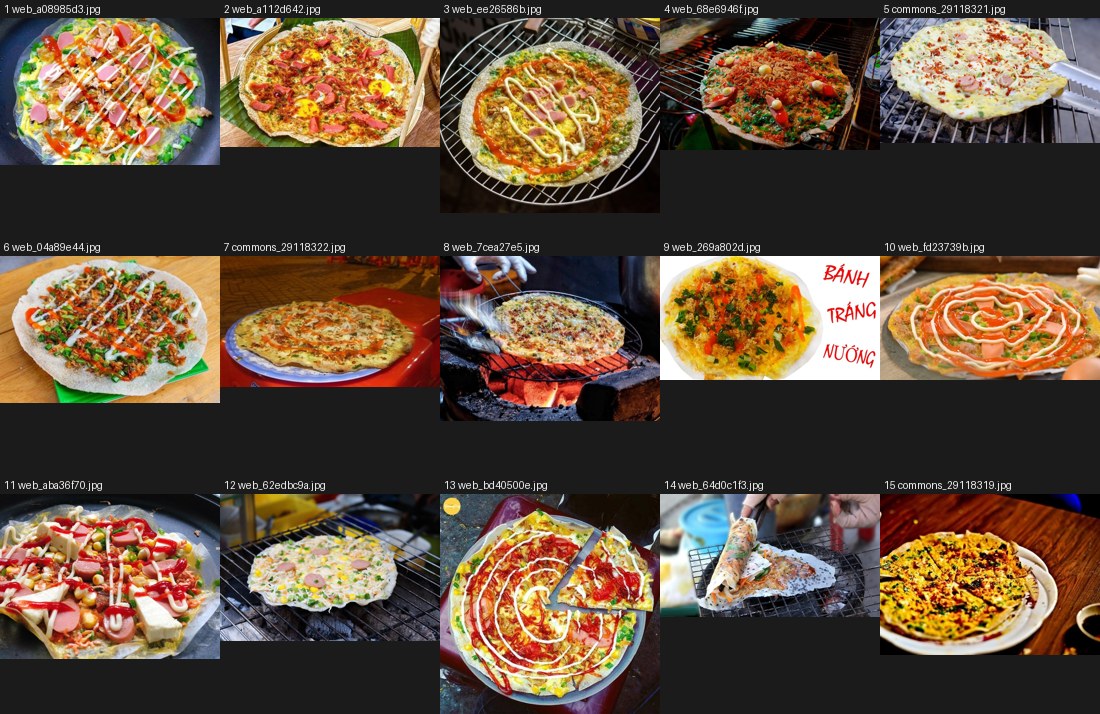 1 web_a08985d3.jpg
2 web_a112d642.jpg
3 web_ee26586b.jpg
4 web_68e6946f.jpg
5 commons_29118321.jpg
6 web_04a89e44.jpg
7 commons_29118322.jpg
8 web_7cea27e5.jpg
9 web_269a802d.jpg
10 web_fd23739b.jpg
BÁNH
TRÁNG
NƯỚNG
11 web_aba36f70.jpg
12 web_62edbc9a.jpg
13 web_bd40500e.jpg
14 web_64d0c1f3.jpg
15 commons_29118319.jpg